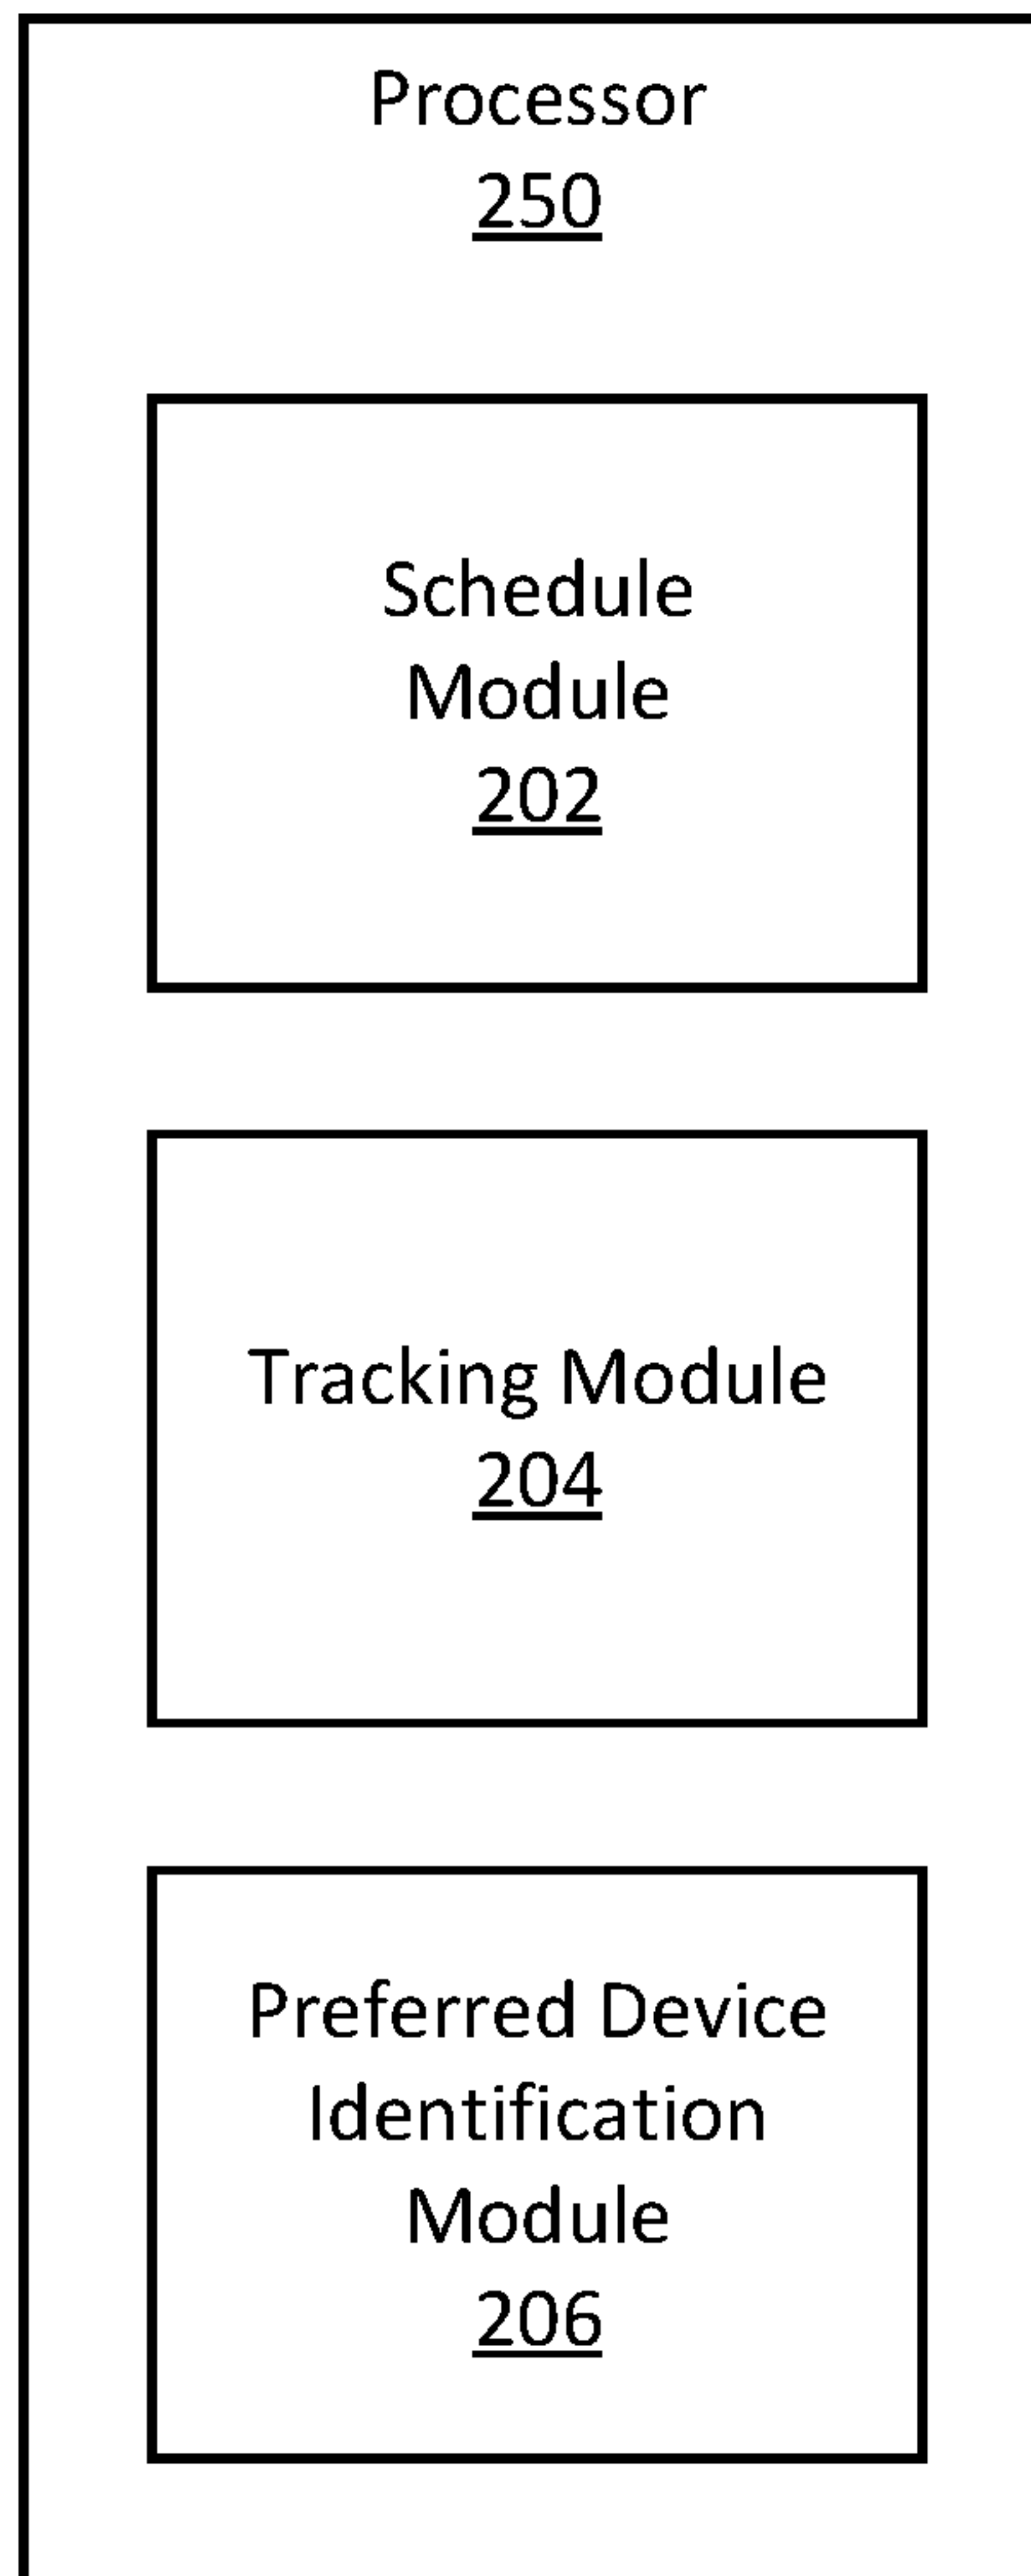 Processor
250
Schedule
Module
202
Tracking Module
204
Preferred Device
Identification
Module
206